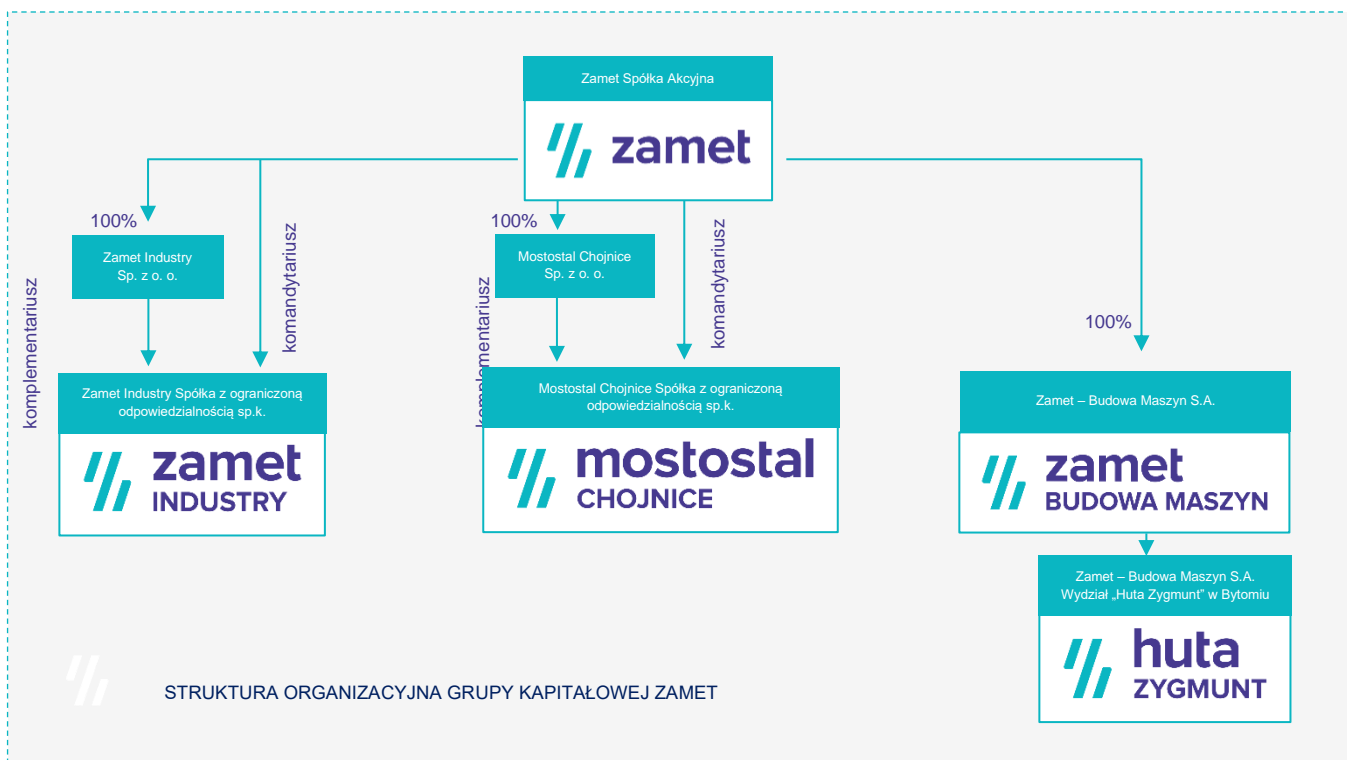 Zamet Spółka Akcyjna
zamet
100%
Zamet Industry
Sp. z o. o.
komplementariusz
komandytariusz
Zamet Industry Spółka z ograniczoną
odpowiedzialnością sp.k.
zamet
INDUSTRY
100%
Mostostal Chojnice
Sp. z o. o.
komplementariusz
komandytariusz
Mostostal Chojnice Spółka z ograniczoną
odpowiedzialnością sp.k.
mostostal
CHOJNICE
100%
Zamet – Budowa Maszyn S.A.
zamet
BUDOWA MASZYN
Zamet – Budowa Maszyn S.A.
Wydział „Huta Zygmunt” w Bytomiu
huta
ZYGMUNT
STRUKTURA ORGANIZACYJNA GRUPY KAPITAŁOWEJ ZAMET